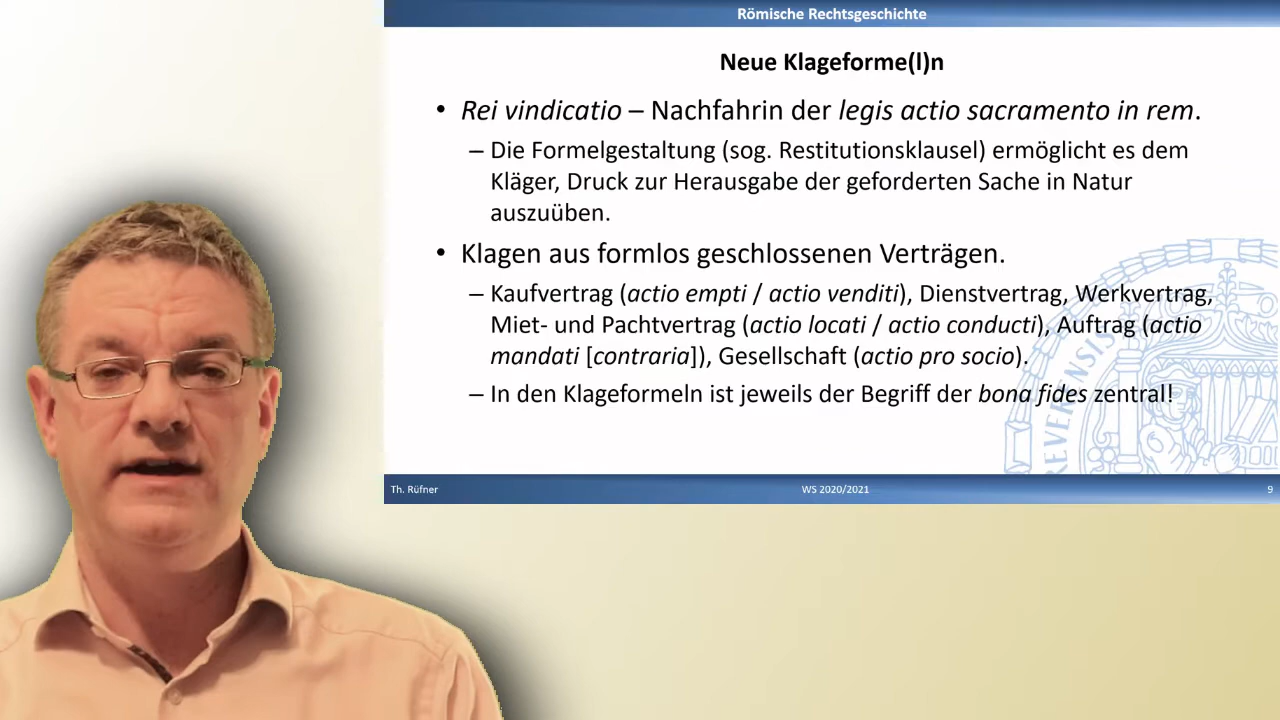 Römische Rechtsgeschichte
Neue Klageforme(l)n
• Rei vindicatio – Nachfahrin der legis actio sacramento in rem.
– Die Formelgestaltung (sog. Restitutionsklausel) ermöglicht es dem
Kläger, Druck zur Herausgabe der geforderten Sache in Natur
auszuüben.
• Klagen aus formlos geschlossenen Verträgen.
– Kaufvertrag (actio empti / actio venditi), Dienstvertrag, Werkvertrag,
Miet- und Pachtvertrag (actio locati / actio conducti), Auftrag (actio
mandati [contraria]), Gesellschaft (actio pro socio).
– In den Klageformeln ist jeweils der Begriff der bona fides zentral!
REVERENSIS
Th. Rüfner
WS 2020/2021
9